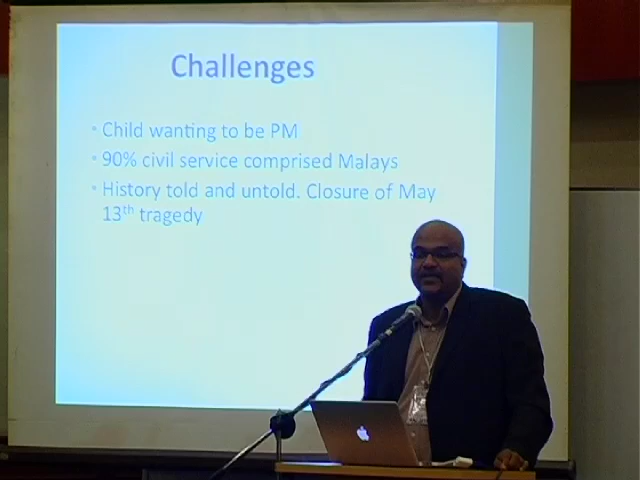 Challenges
• Child wanting to be PM
• 90% civil service comprised Malays
• History told and untold. Closure of May
13th tragedy